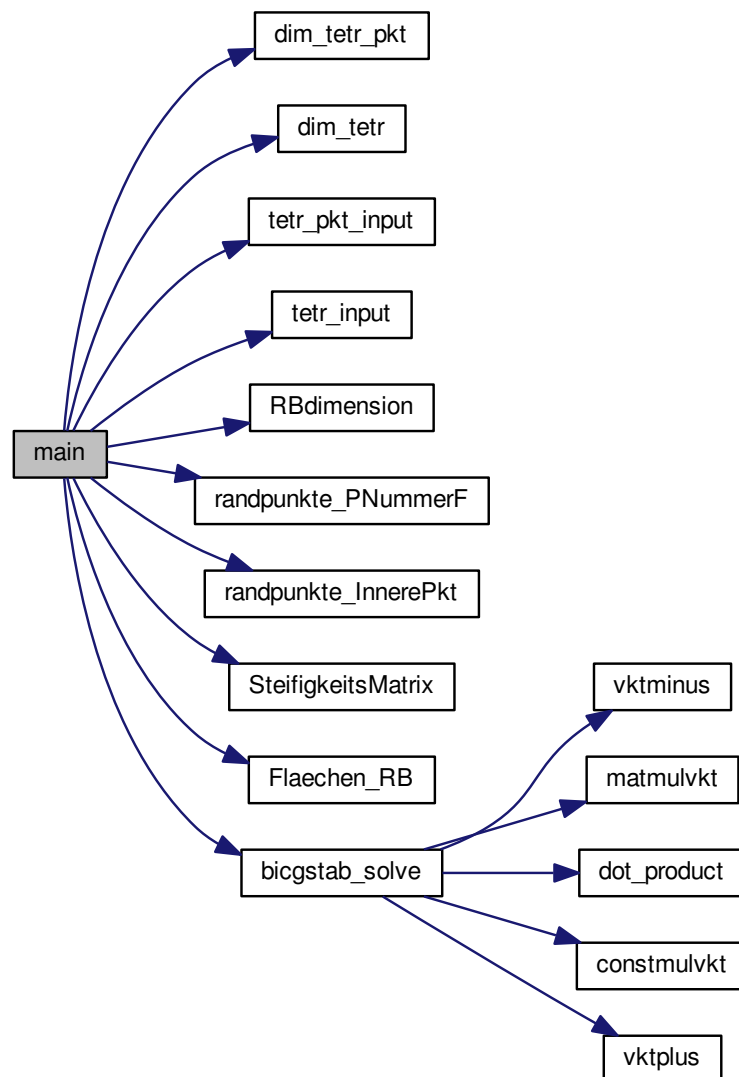 dim_tetr_pkt
dim_tetr
tetr_pkt_input
tetr_input
RBdimension
main
randpunkte_PNummerF
randpunkte_InnerePkt
SteifigkeitsMatrix
vktminus
Flaechen_RB
matmulvkt
bicgstab_solve
dot_product
constmulvkt
vktplus